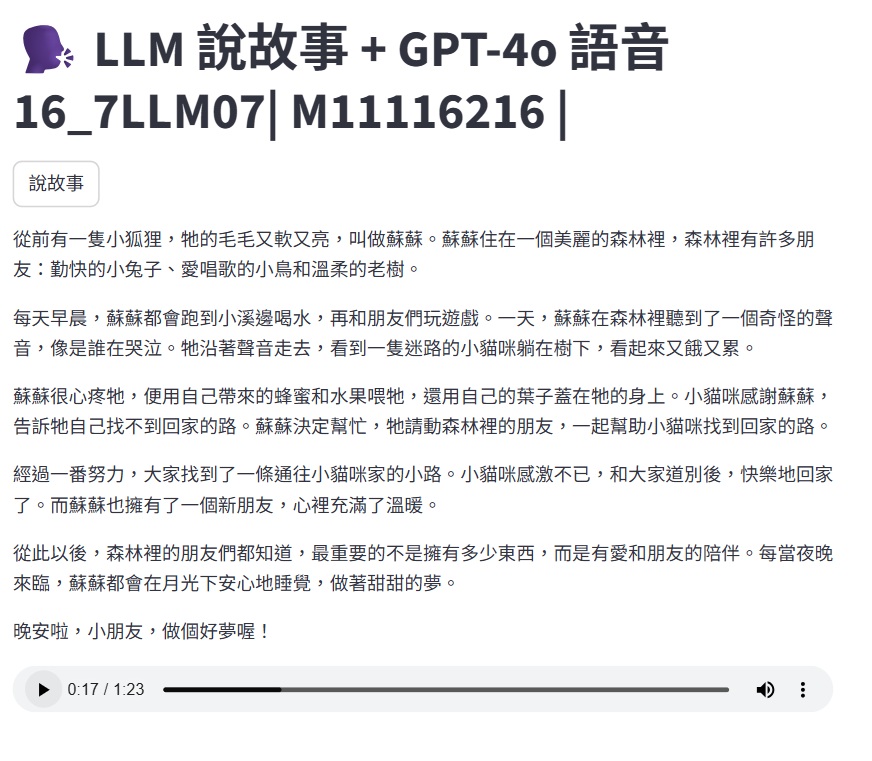 LLM 說故事 + GPT-4o 語音
16_7LLM07| M11116216 |
說故事
從前有一隻小狐狸，牠的毛毛又軟又亮，叫做蘇蘇。蘇蘇住在一個美麗的森林裡，森林裡有許多朋
友：勤快的小兔子、愛唱歌的小鳥和溫柔的老樹。
每天早晨，蘇蘇都會跑到小溪邊喝水，再和朋友們玩遊戲。一天，蘇蘇在森林裡聽到了一個奇怪的聲
音，像是誰在哭泣。牠沿著聲音走去，看到一隻迷路的小貓咪躺在樹下，看起來又餓又累。
蘇蘇很心疼牠，便用自己帶來的蜂蜜和水果喂牠，還用自己的葉子蓋在牠的身上。小貓咪感謝蘇蘇，
告訴牠自己找不到回家的路。蘇蘇決定幫忙，牠請動森林裡的朋友，一起幫助小貓咪找到回家的路。
經過一番努力，大家找到了一條通往小貓咪家的小路。小貓咪感激不已，和大家道別後，快樂地回家
了。而蘇蘇也擁有了一個新朋友，心裡充滿了溫暖。
從此以後，森林裡的朋友們都知道，最重要的不是擁有多少東西，而是有愛和朋友的陪伴。每當夜晚
來臨，蘇蘇都會在月光下安心地睡覺，做著甜甜的夢。
晚安啦，小朋友，做個好夢喔！
0:17 / 1:23